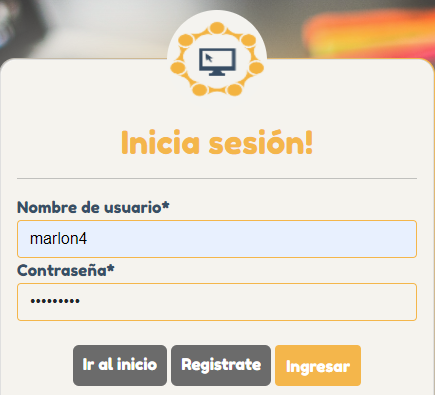 Inicia sesión!
Nombre de usuario*
marlon4
Contraseña*
•••••••••
Ir al inicio Registrate Ingresar